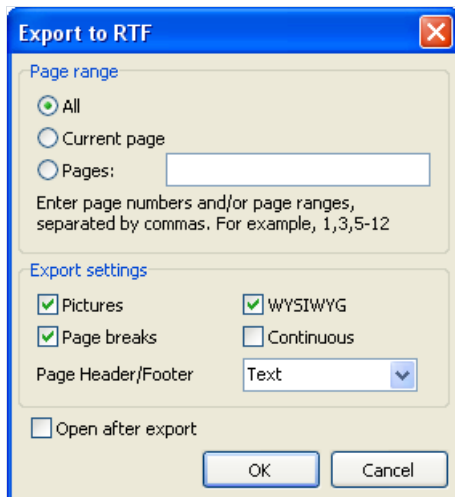 Export to RTF
Page range
All
Current page
Pages:
Enter page numbers and/or page ranges,
separated by commas. For example, 1,3,5-12
Export settings
Pictures
WYSIWYG
Page breaks
Continuous
Page Header/Footer
Text
Open after export
OK
Cancel